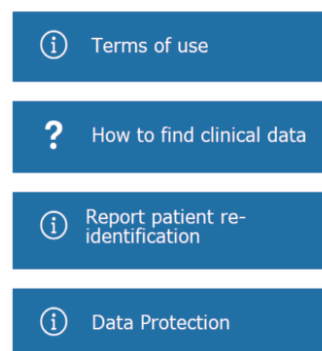 Terms of use
? How to find clinical data
Report patient re-
identification
Data Protection